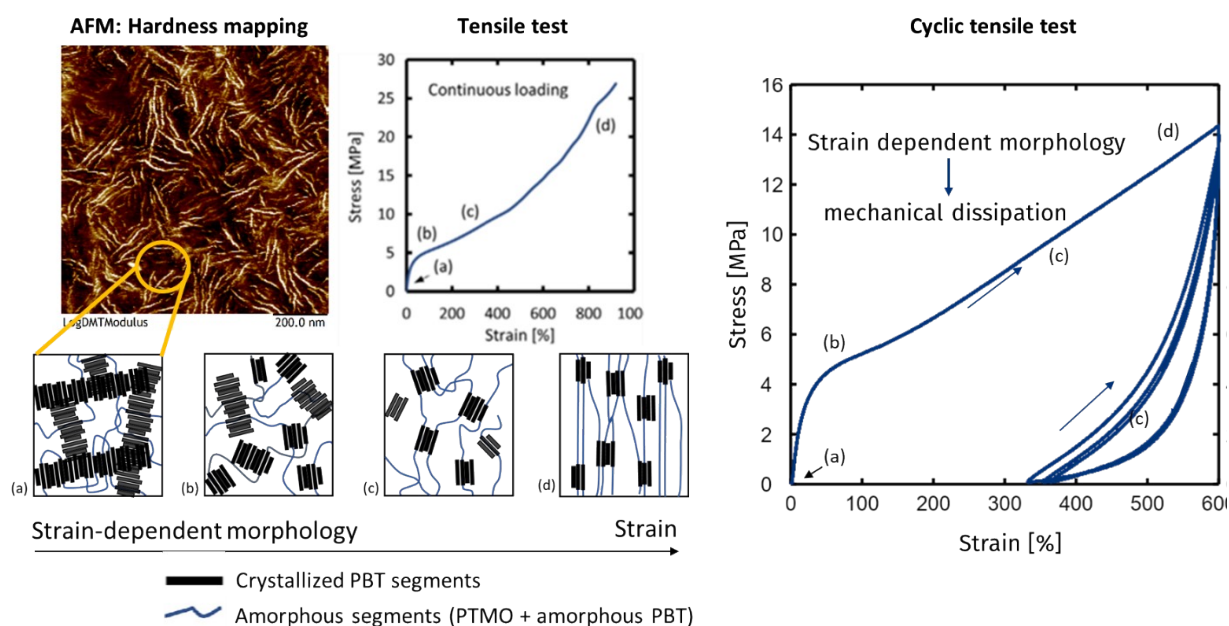 AFM: Hardness mapping
Tensile test
Cyclic tensile test
LogDMTModulus
200.0 nm
30
25
20
15
10
5
0
Stress [MPa]
Continuous loading
(a)
(b)
(c)
(d)
0
200
400
600
800
100
Strain [%]
16
14
12
10
8
6
4
2
0
Stress [MPa]
Strain dependent morphology
mechanical dissipation
(a)
(b)
(c)
(d)
(c)
0
100
200
300
400
500
600
Strain [%]
(a)
(b)
(c)
(d)
Strain-dependent morphology
Strain
Crystallized PBT segments
Amorphous segments (PTMO + amorphous PBT)